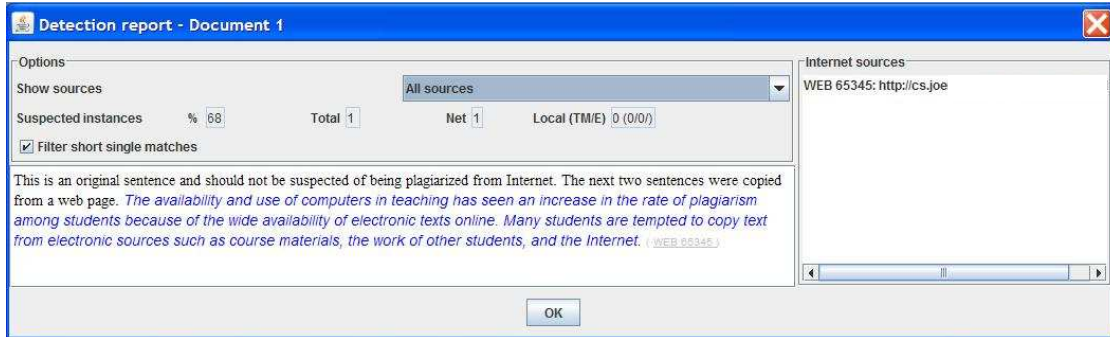 Detection report - Document 1
Options
Show sources All sources
Suspected instances % 68 Total 1 Net 1 Local (TM/E) 0 (0/0/)
Filter short single matches
This is an original sentence and should not be suspected of being plagiarized from Internet. The next two sentences were copied
from a web page. The availability and use of computers in teaching has seen an increase in the rate of plagiarism
among students because of the wide availability of electronic texts online. Many students are tempted to copy text
from electronic sources such as course materials, the work of other students, and the Internet. ( WEB 65345 )
Internet sources
WEB 65345: http://cs.joe
OK